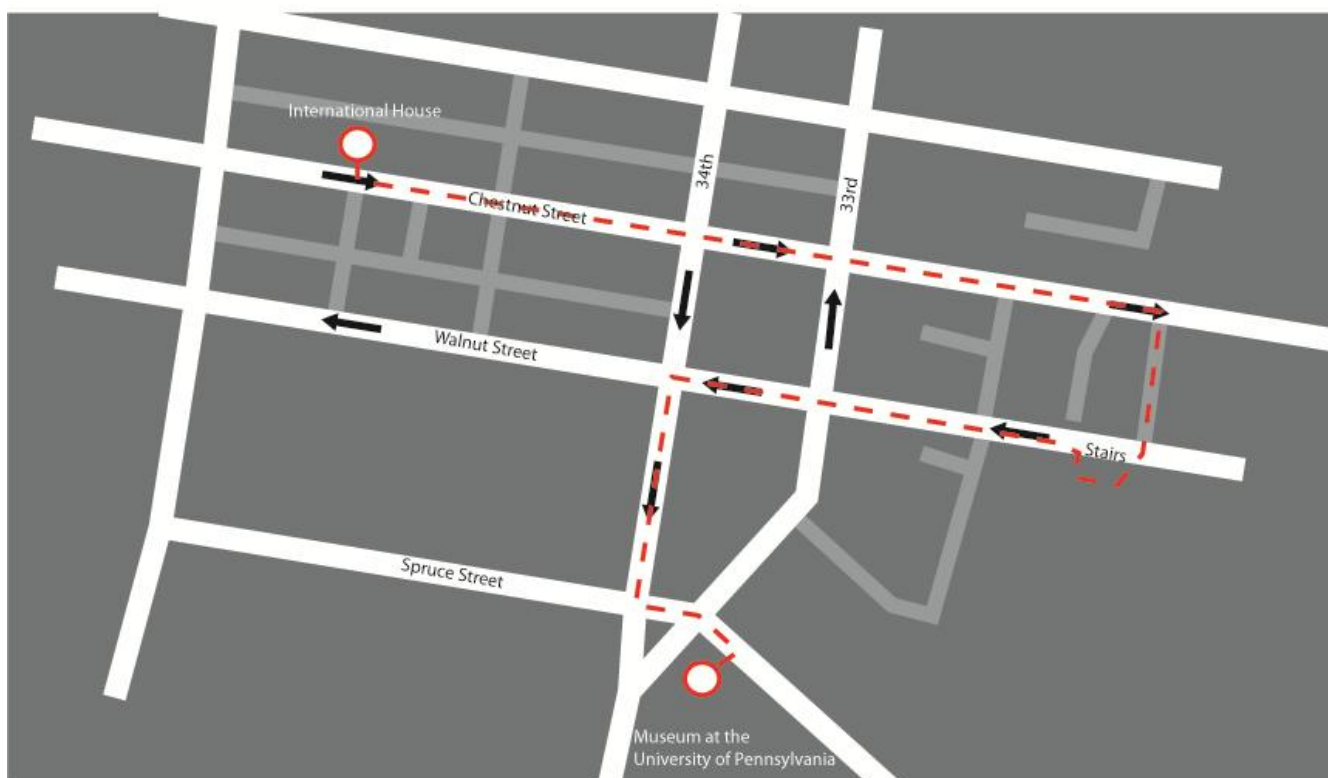 International House
34th
33rd
Chestnut Street
Walnut Street
Stairs
Spruce Street
Museum at the
University of Pennsylvania